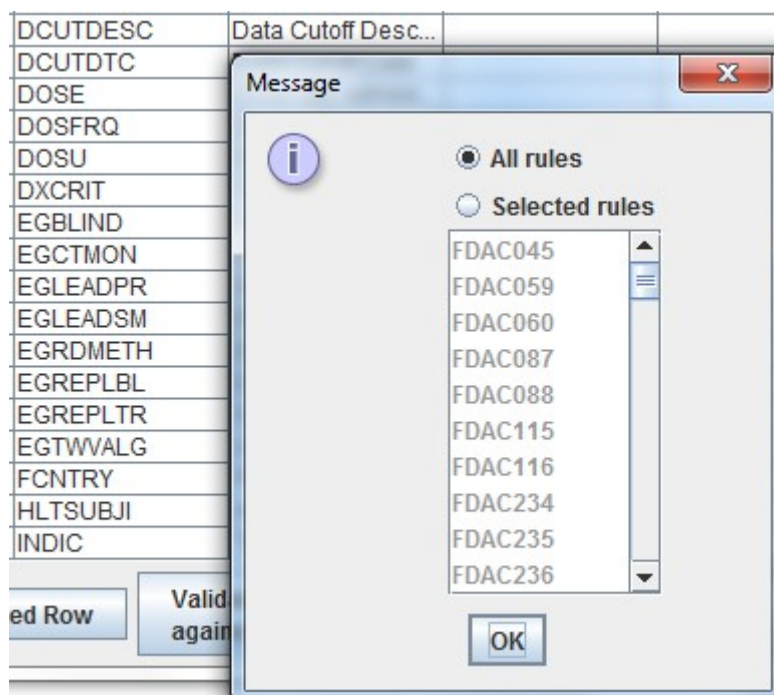 DCUTDESC Data Cutoff Desc...
DCUTDTC
DOSE
DOSFRQ
DOSU
DXCRIT
EGBLIND
EGCTMON
EGLEADPR
EGLEADSM
EGRDMETH
EGREPLBL
EGREPLTR
EGTWVALG
FCNTRY
HLTSUBJI
INDIC
ed Row
Valid
again
Message
All rules
Selected rules
FDAC045
FDAC059
FDAC060
FDAC087
FDAC088
FDAC115
FDAC116
FDAC234
FDAC235
FDAC236
OK